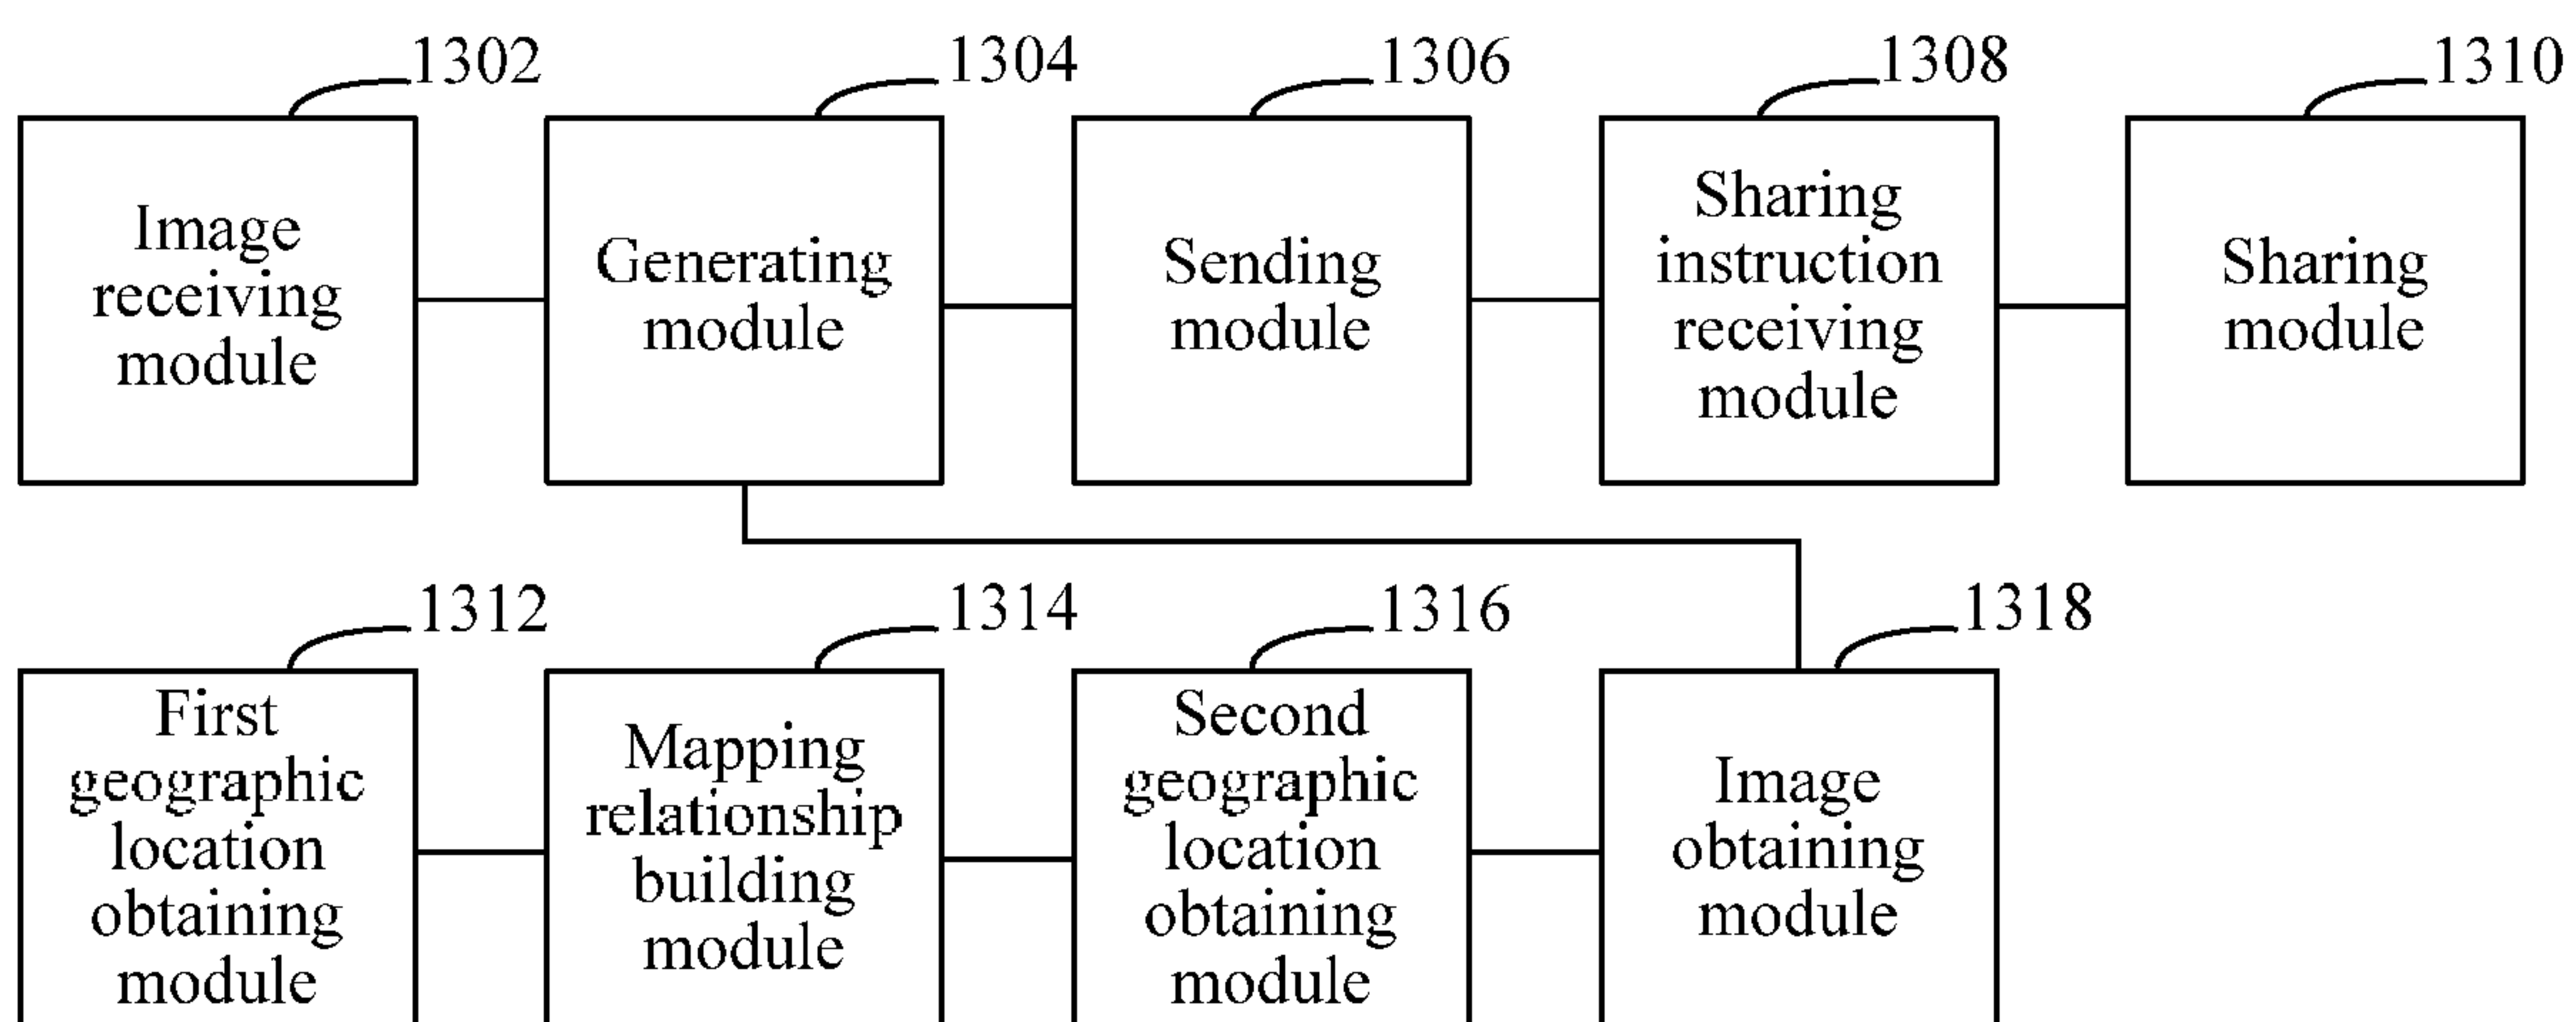 1302
1304
1306
1308
1310
Image
receiving
module
Generating
module
Sending
module
Sharing
instruction
receiving
module
Sharing
module
1312
1314
1316
1318
First
geographic
location
obtaining
module
Mapping
relationship
building
module
Second
geographic
location
obtaining
module
Image
obtaining
module